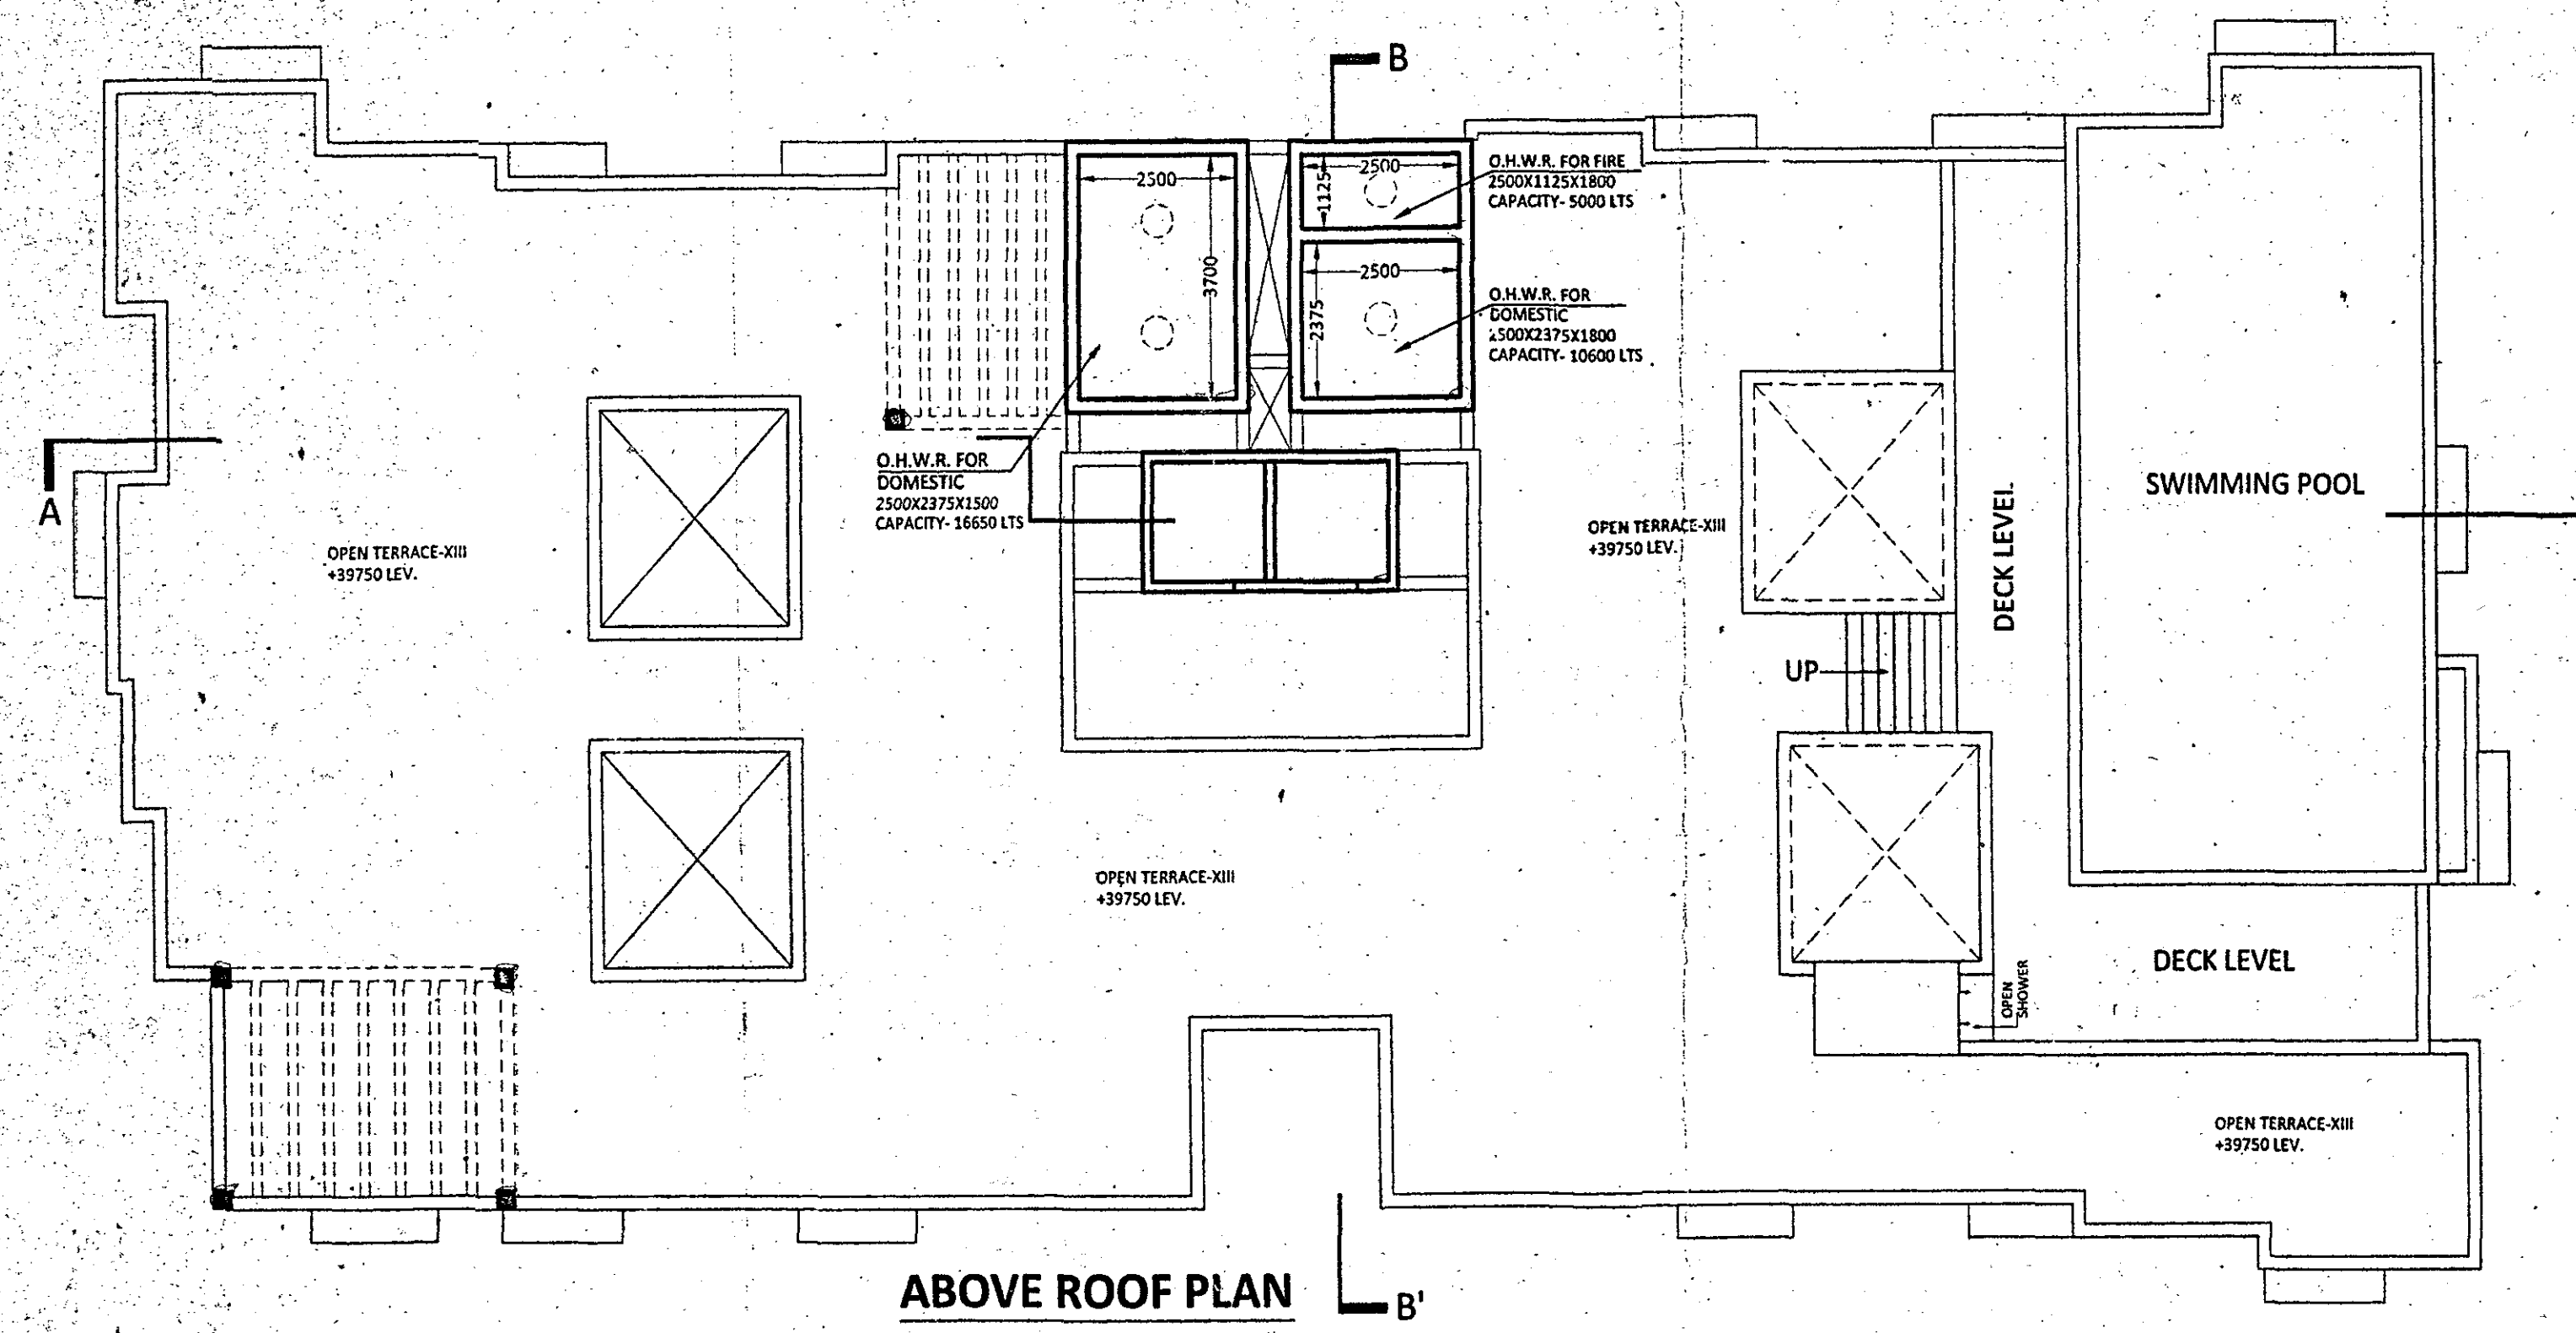 B
2500
3700
2500
1125
O.H.W.R. FOR FIRE
2500X1125X1800
CAPACITY- 5000 LTS
2500
2375
O.H.W.R. FOR
DOMESTIC
2500X2375X1800
CAPACITY- 10600 LTS
A
O.H.W.R. FOR
DOMESTIC
2500X2375X1500
CAPACITY- 16650 LTS
OPEN TERRACE-XIII
+39750 LEV.
OPEN TERRACE-XIII
+39750 LEV.
DECK LEVEL
SWIMMING POOL
UP
OPEN TERRACE-XIII
+39750 LEV.
DECK LEVEL
OPEN
SHOWER
OPEN TERRACE-XIII
+39750 LEV.
ABOVE ROOF PLAN
B'